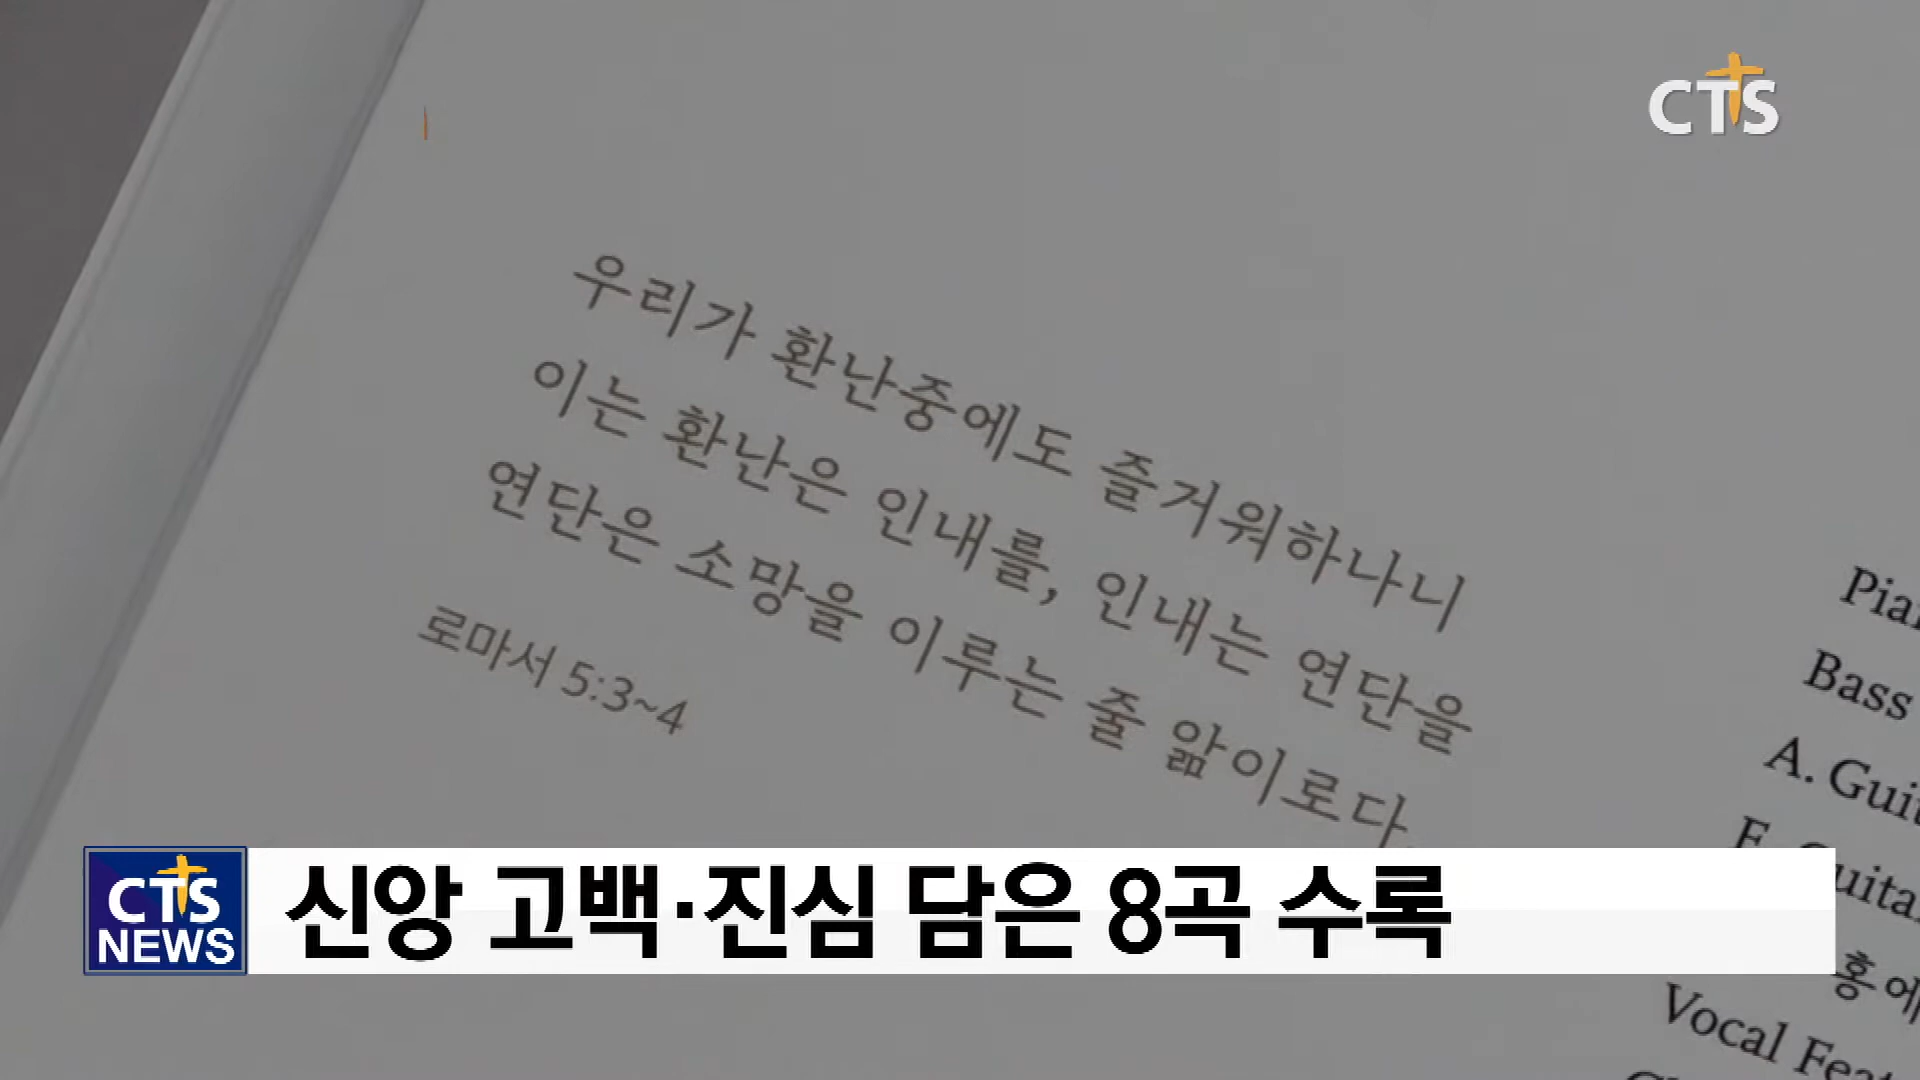 CTS
우리가 환난중에도 즐거워하나니
이는 환난은 인내를, 인내는 연단을
연단은 소망을 이루는 줄 앎이로다.
로마서 5:3~4
Bass
A.
Vocal
CTS
NEWS
신앙 고백·진심 담은 8곡 수록